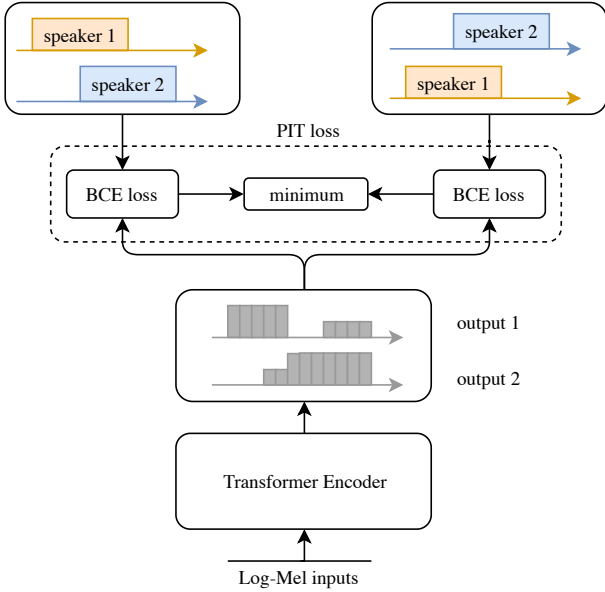 speaker 1
speaker 2
speaker 2
speaker 1
PIT loss
BCE loss
minimum
BCE loss
output 1
output 2
Transformer Encoder
Log-Mel inputs